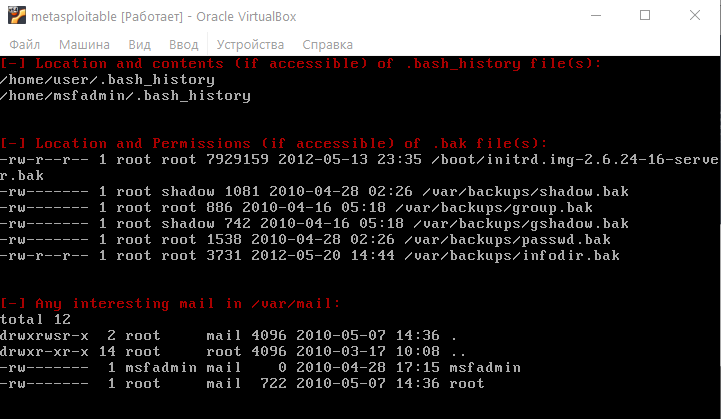 metasploitable [Работает] - Oracle VirtualBox
Файл Машина Вид Ввод Устройства Справка
[-] Location and contents (if accessible) of .bash_history file(s):
/home/user/.bash_history
/home/msfadmin/.bash_history
[-] Location and Permissions (if accessible) of .bak file(s):
-rw-r--r-- 1 root root 7929159 2012-05-13 23:35 /boot/initrd.img-2.6.24-16-serve
r.bak
-rw------- 1 root shadow 1081 2010-04-28 02:26 /var/backups/shadow.bak
-rw------- 1 root root 886 2010-04-16 05:18 /var/backups/group.bak
-rw------- 1 root shadow 742 2010-04-16 05:18 /var/backups/gshadow.bak
-rw------- 1 root root 1538 2010-04-28 02:26 /var/backups/passwd.bak
-rw-r--r-- 1 root root 3731 2012-05-20 14:44 /var/backups/infodir.bak
[-] Any interesting mail in /var/mail:
total 12
drwxrwsr-x  2 root     mail 4096 2010-05-07 14:36 .
drwxr-xr-x 14 root     root 4096 2010-03-17 10:08 ..
-rw-------  1 msfadmin mail    0 2010-04-28 17:15 msfadmin
-rw-------  1 root     mail  722 2010-05-07 14:36 root